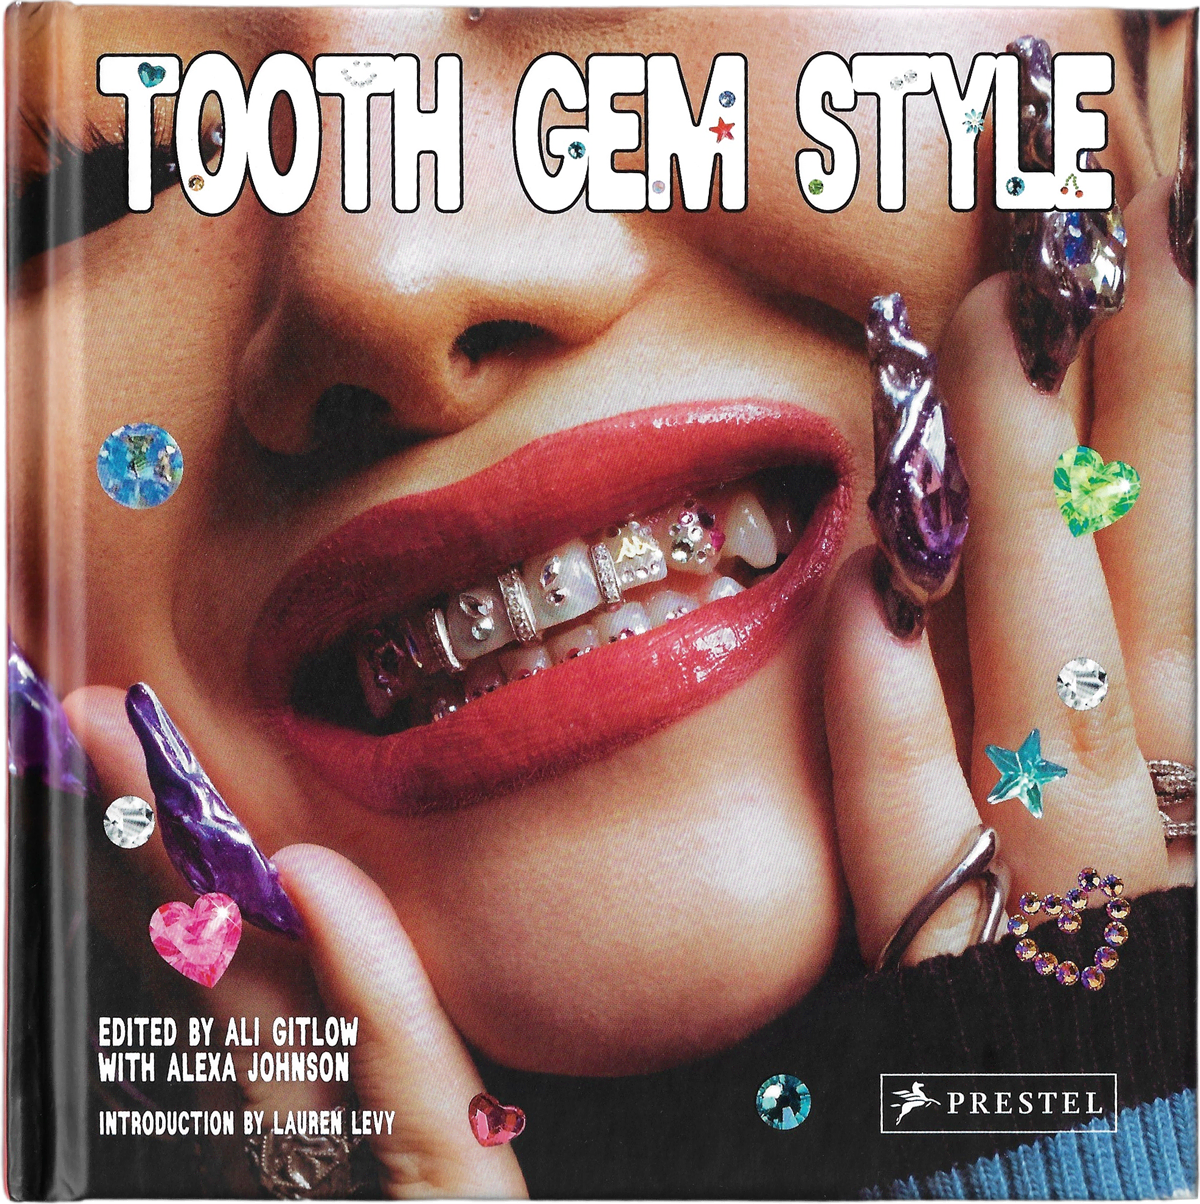 TOOTH GEM STYLE
EDITED BY ALI GITLOW
WITH ALEXA JOHNSON
INTRODUCTION BY LAUREN LEVY
PRESTEL